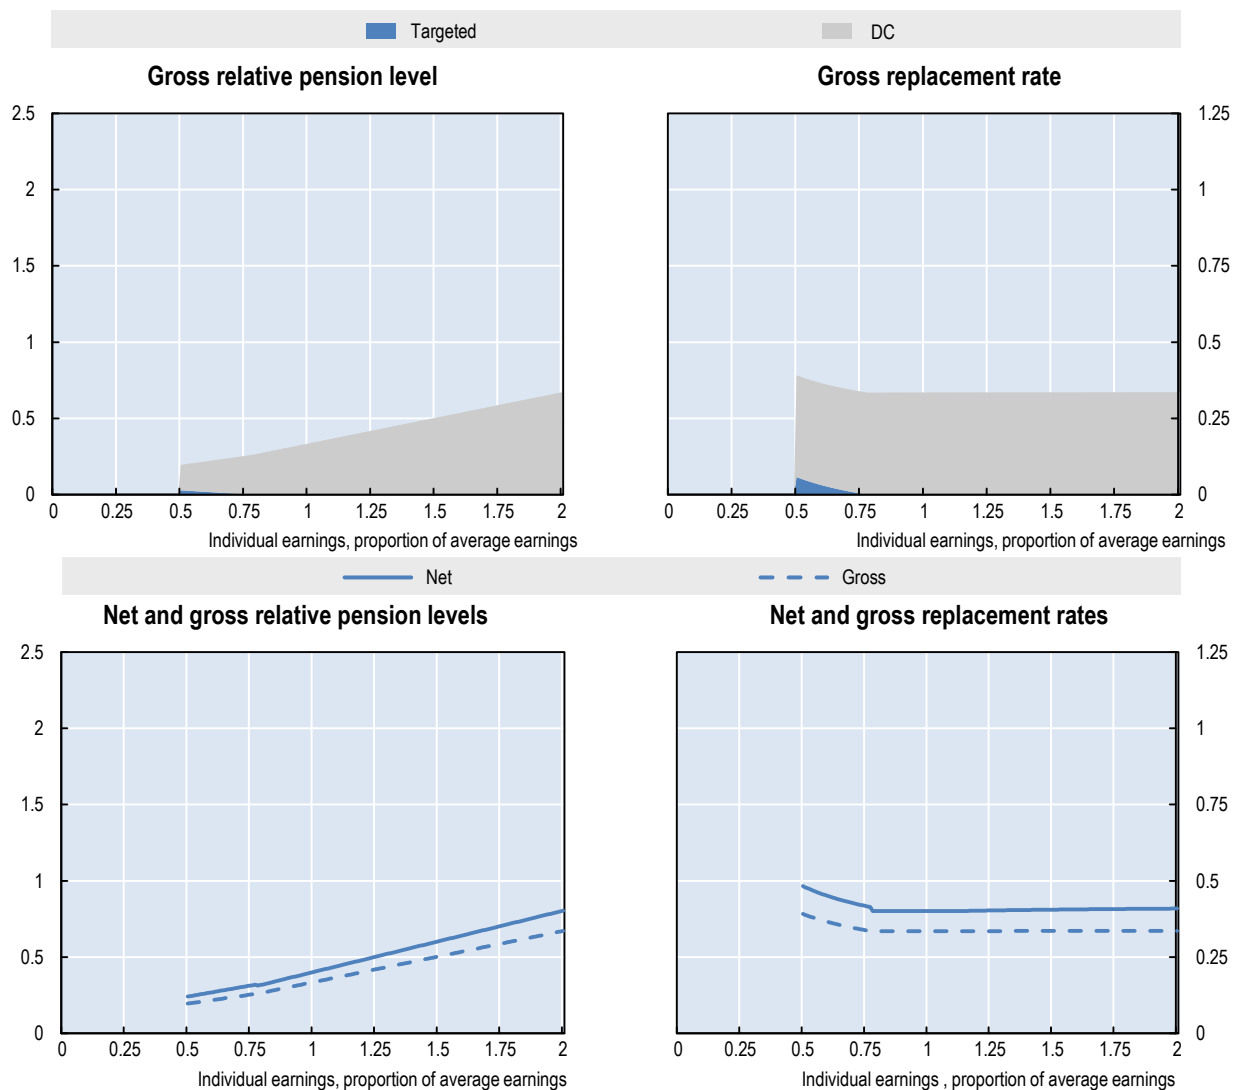 Targeted DC
Gross relative pension level
Gross replacement rate
2.5
2
1.5
1
0.5
0
0 0.25 0.5 0.75 1 1.25 1.5 1.75 2
Individual earnings, proportion of average earnings
1.25
1
0.75
0.5
0.25
0
0 0.25 0.5 0.75 1 1.25 1.5 1.75 2
Individual earnings, proportion of average earnings
Net Gross
Net and gross relative pension levels
Net and gross replacement rates
2.5
2
1.5
1
0.5
0
0 0.25 0.5 0.75 1 1.25 1.5 1.75 2
Individual earnings, proportion of average earnings
1.25
1
0.75
0.5
0.25
0
0 0.25 0.5 0.75 1 1.25 1.5 1.75 2
Individual earnings , proportion of average earnings